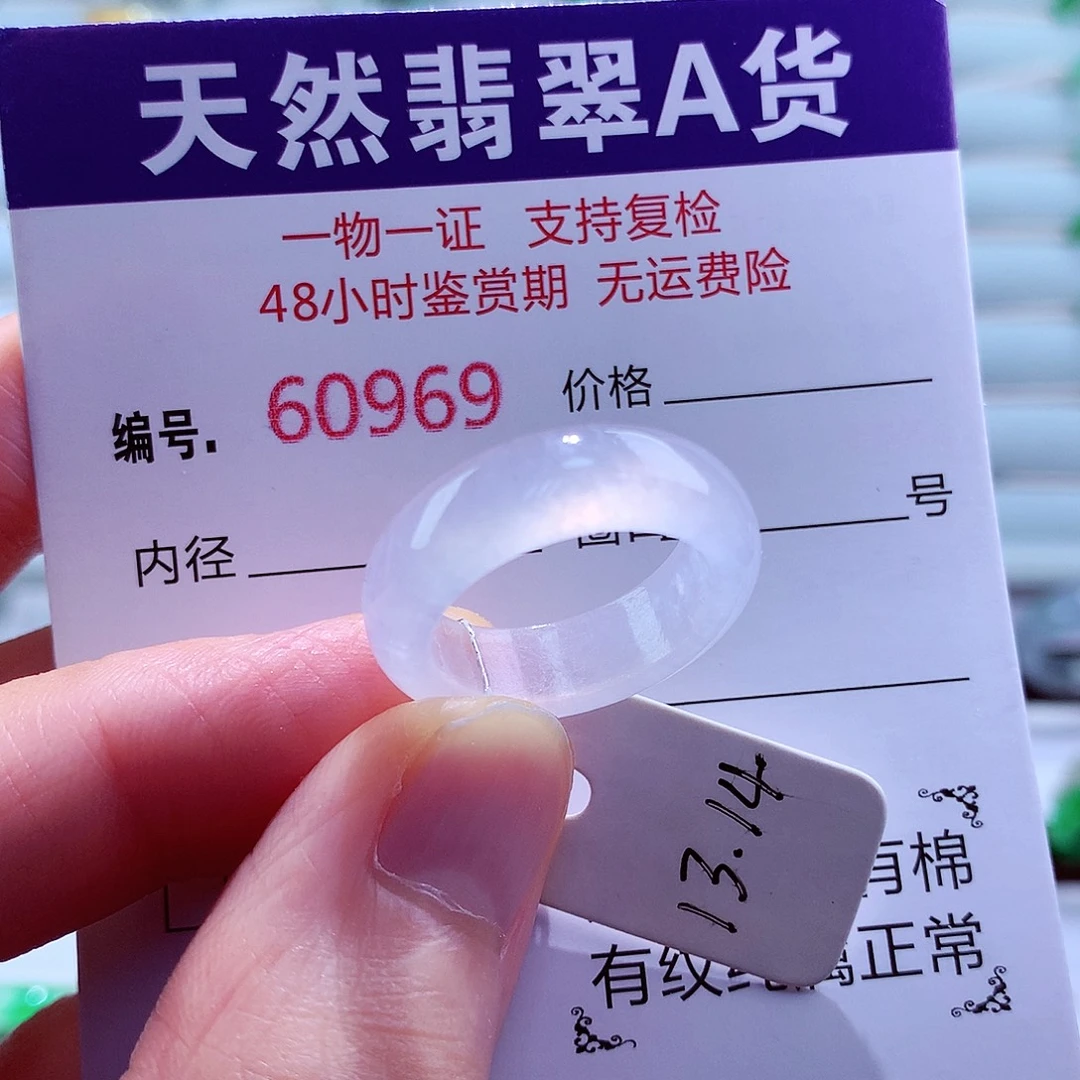 天然翡翠A货
一物一证 支持复检
48小时鉴赏期 无运费险
编号. 60969 价格
内径 号
13.14
有棉
有纹 正常